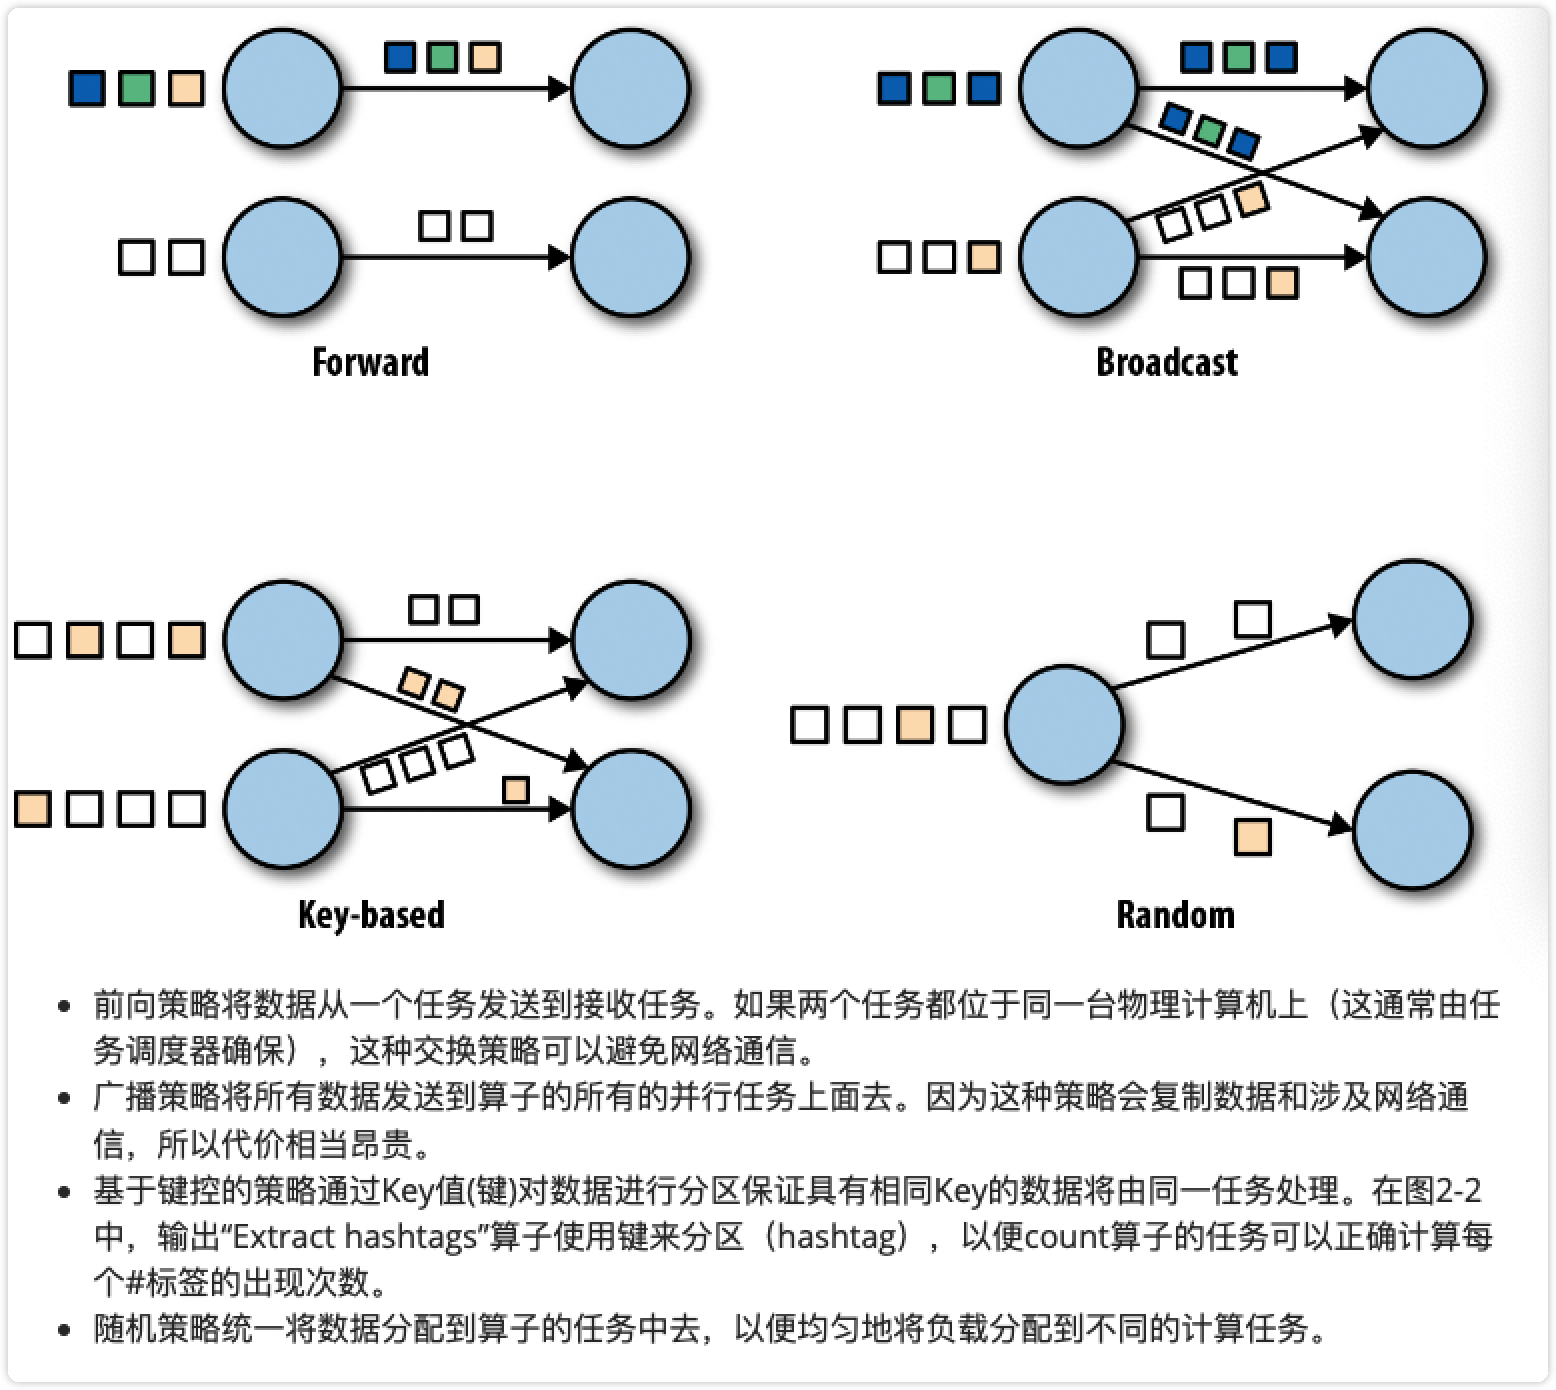 Forward
Broadcast
Key-based
Random
• 前向策略将数据从一个任务发送到接收任务。如果两个任务都位于同一台物理计算机上（这通常由任
务调度器确保），这种交换策略可以避免网络通信。
• 广播策略将所有数据发送到算子的所有的并行任务上面去。因为这种策略会复制数据和涉及网络通
信，所以代价相当昂贵。
• 基于键控的策略通过Key值(键)对数据进行分区保证具有相同Key的数据将由同一任务处理。在图2-2
中，输出“Extract hashtags”算子使用键来分区（hashtag），以便count算子的任务可以正确计算每
个#标签的出现次数。
• 随机策略统一将数据分配到算子的任务中去，以便均匀地将负载分配到不同的计算任务。